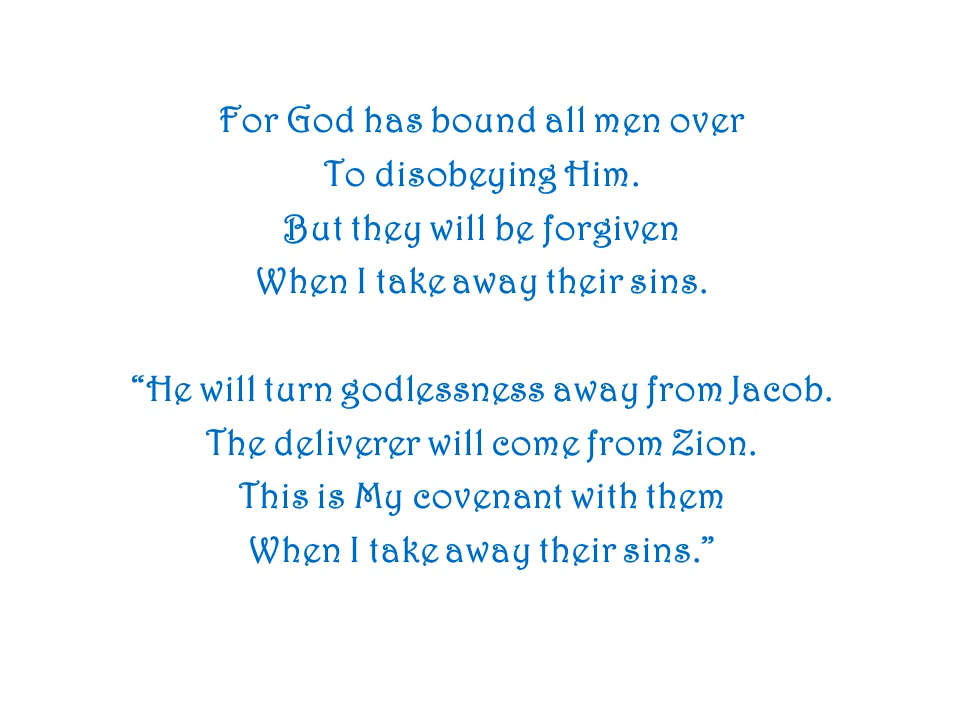 For God has bound all men over
To disobeying Him.
But they will be forgiven
When I take away their sins.
“He will turn godlessness away from Jacob.
The deliverer will come from Zion.
This is My covenant with them
When I take away their sins.”